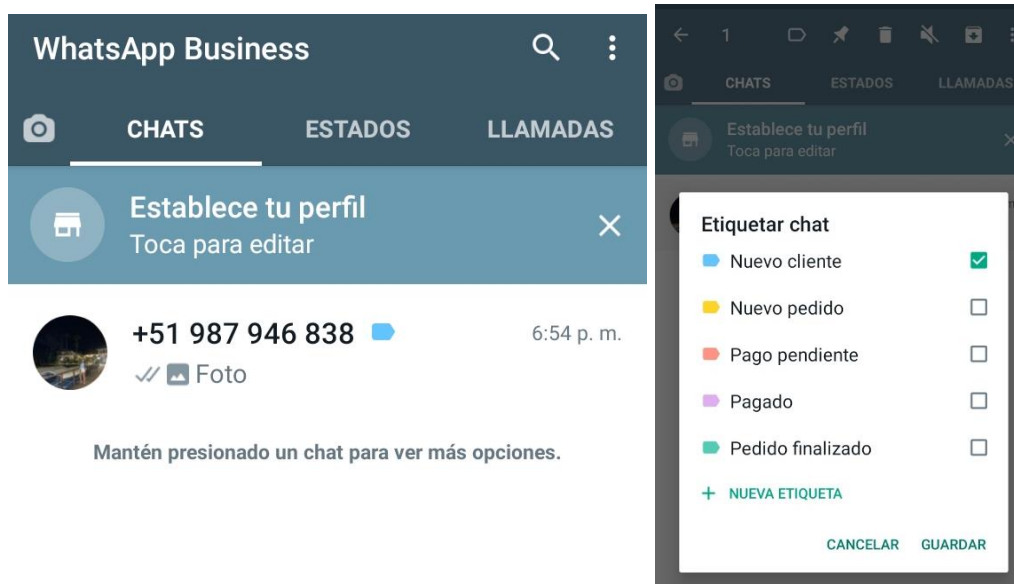 WhatsApp Business
CHATS
ESTADOS
LLAMADAS
Establece tu perfil
Toca para editar
+51 987 946 838
6:54 p. m.
Foto
Mantén presionado un chat para ver más opciones.
1
CHATS
ESTADOS
LLAMADAS
Establece tu perfil
Toca para editar
Etiquetar chat
Nuevo cliente
Nuevo pedido
Pago pendiente
Pagado
Pedido finalizado
+ NUEVA ETIQUETA
CANCELAR GUARDAR